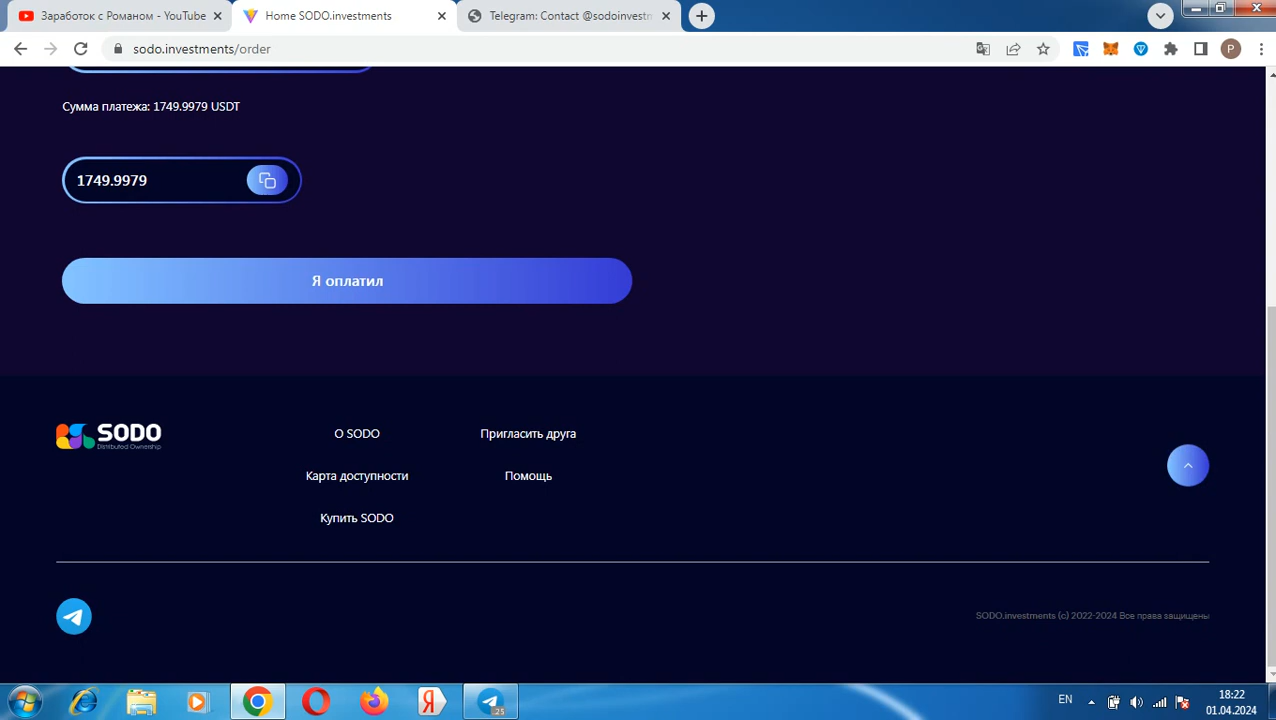 Заработок с Романом - YouTube
Home SODO.investments
Telegram: Contact @sodoinvestm
sodo.investments/order
P
Сумма платежа: 1749.9979 USDT
1749.9979
Я оплатил
SODO
Distributed Ownership
О SODO
Пригласить друга
Карта доступности
Помощь
Купить SODO
SODO.investments (c) 2022-2024 Все права защищены
Я
25
EN
18:22
01.04.2024